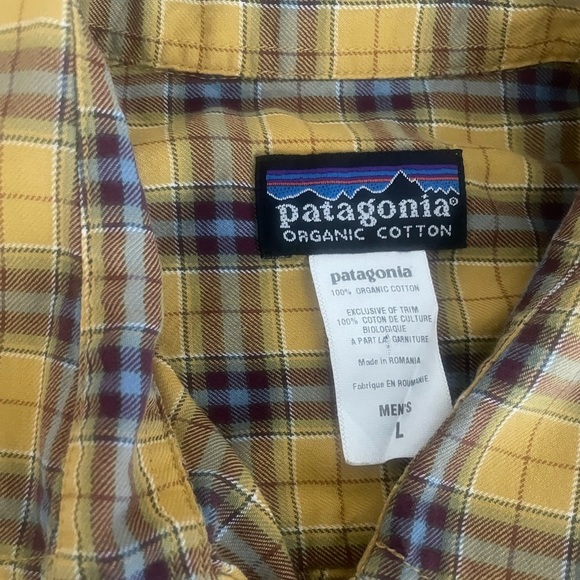 patagonia®
ORGANIC COTTON
patagonia
100% ORGANIC COTTON
EXCLUSIVE OF TRIM
100% COTON DE CULTURE
BIOLOGIQUE
A PART LA GARNITURE
Made in ROMANIA
Fabriqué EN ROUMANIE
MEN'S
L